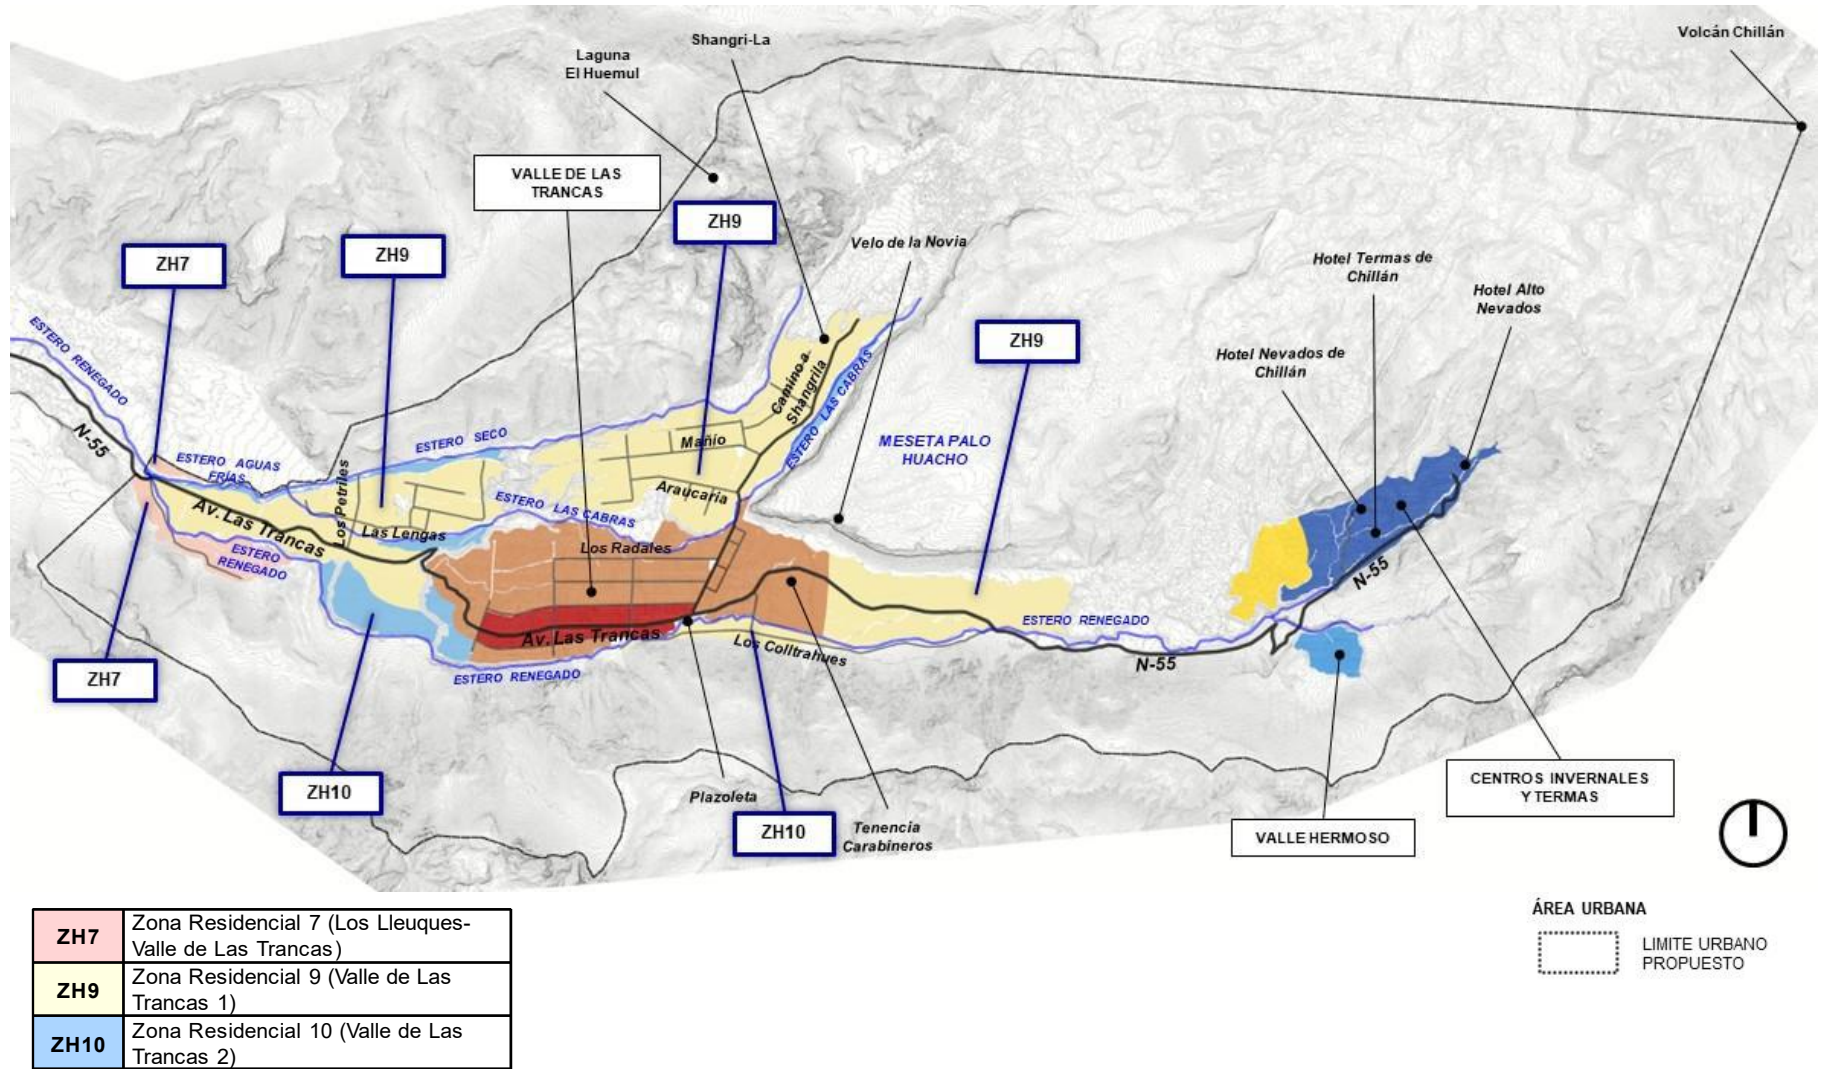 Volcán Chillán
Shangri-La
Laguna
El Huemul
VALLE DE LAS
TRANCAS
ZH9
ZH7
ZH9
Velo de la Novia
Hotel Termas de
Chillán
Hotel Alto
Nevados
ZH9
Hotel Nevados de
Chillán
ESTERO RENEGADO
N-55
ESTERO AGUAS
FRÍAS
ESTERO SECO
Camino a
Shangrila
ESTERO LAS CABRAS
Mañío
MESETA PALO
HUACHO
Araucaria
Los Petriles
Av. Las Trancas
Las Lengas
ESTERO LAS CABRAS
Los Radales
ESTERO
RENEGADO
N-55
ESTERO RENEGADO
Av. Las Trancas
Los Colltrahues
N-55
ESTERO RENEGADO
ZH7
ZH10
Plazoleta
ZH10
Tenencia
Carabineros
CENTROS INVERNALES
Y TERMAS
VALLE HERMOSO
ÁREA URBANA
LIMITE URBANO
PROPUESTO
ZH7
Zona Residencial 7 (Los Lleuques-
Valle de Las Trancas)
ZH9
Zona Residencial 9 (Valle de Las
Trancas 1)
ZH10
Zona Residencial 10 (Valle de Las
Trancas 2)